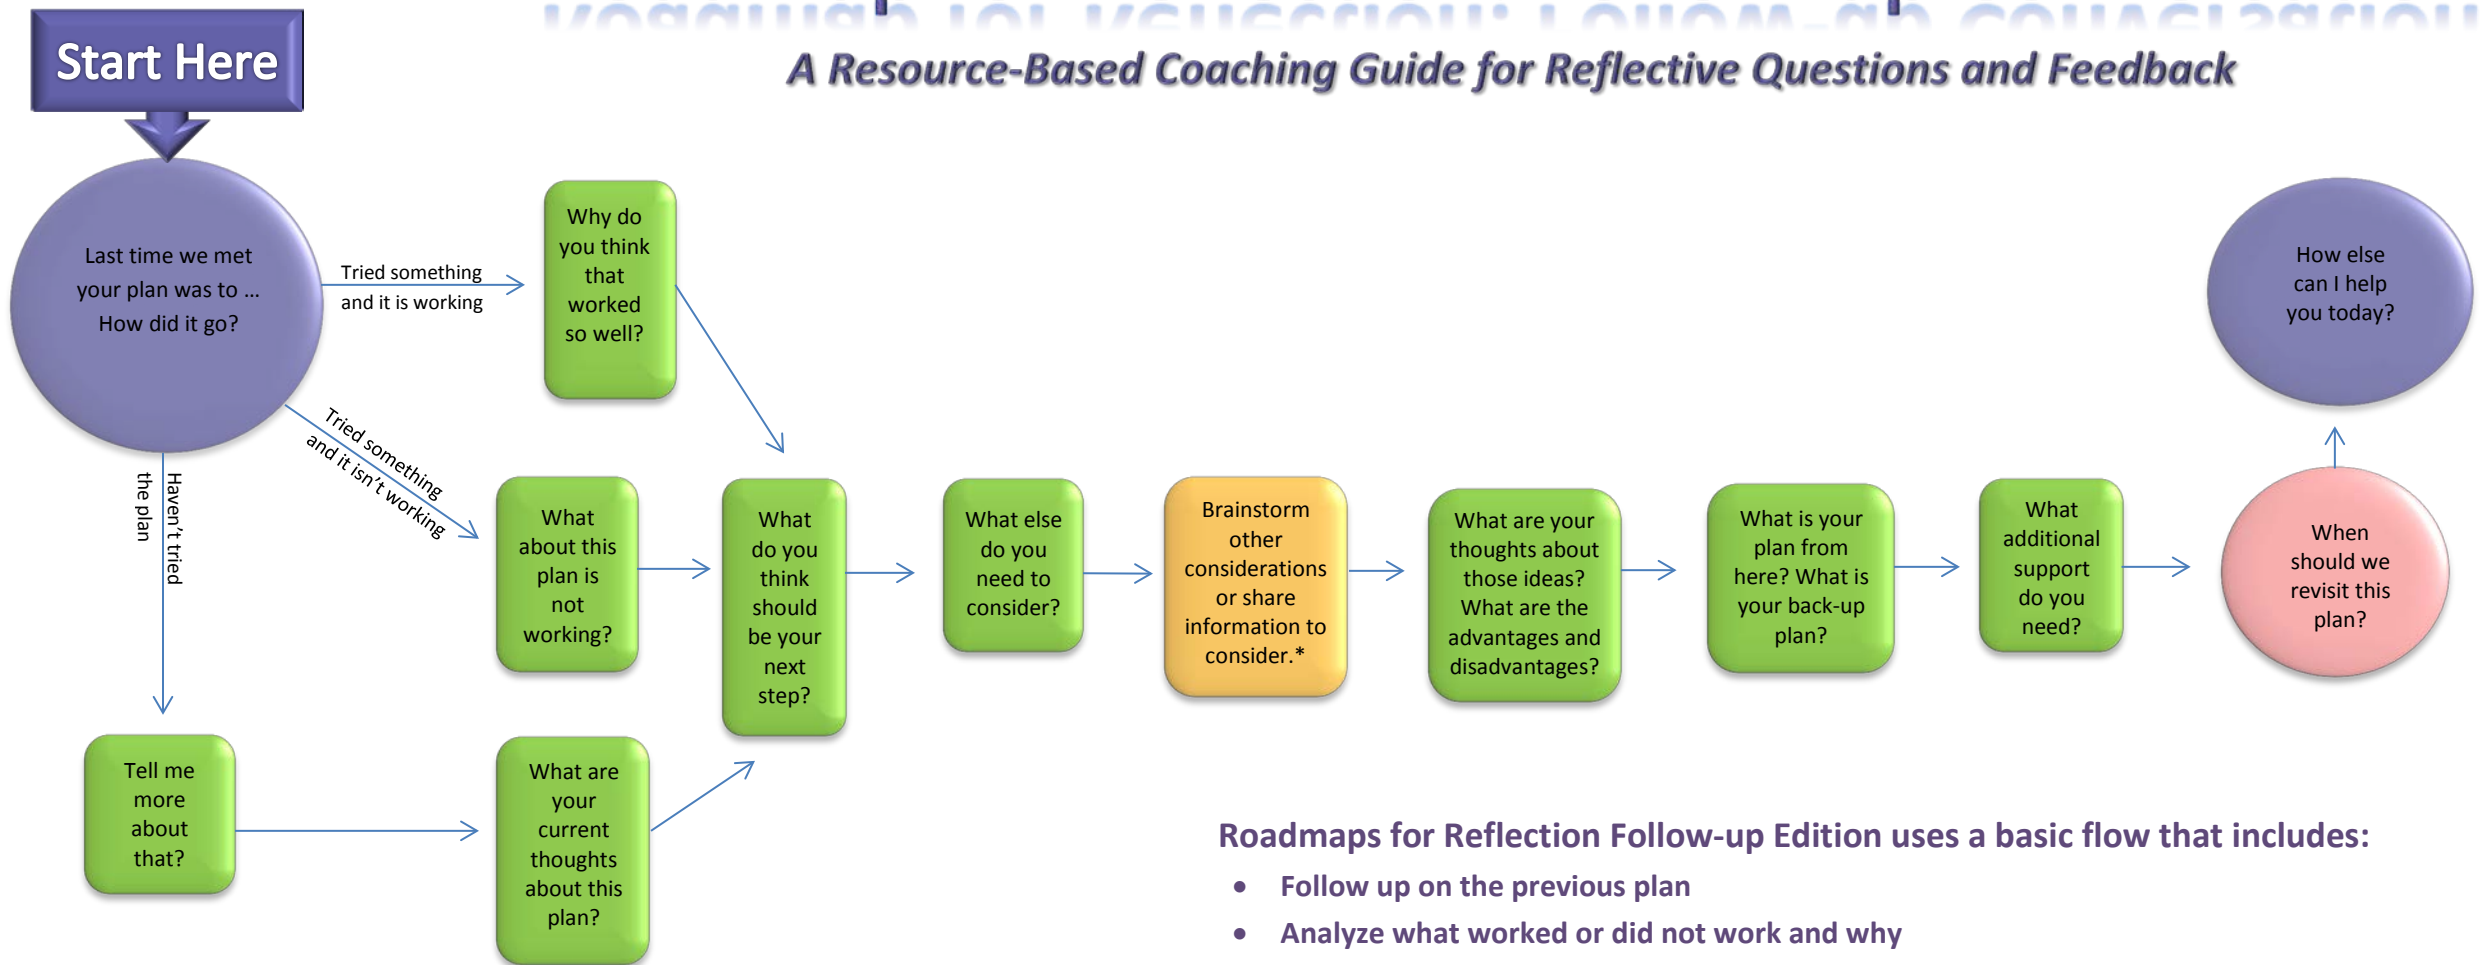 Start Here
A Resource-Based Coaching Guide for Reflective Questions and Feedback
Last time we met
your plan was to ...
How did it go?
Tried something
and it is working
Why do
you think
that
worked
so well?
Tried something
and it isn't working
Haven't tried
the plan
What
about this
plan is
not
working?
Tell me
more
about
that?
What are
your
current
thoughts
about this
plan?
What
do you
think
should
be your
next
step?
What else
do you
need to
consider?
Brainstorm
other
considerations
or share
information to
consider.*
What are your
thoughts about
those ideas?
What are the
advantages and
disadvantages?
What is your
plan from
here? What is
your back-up
plan?
What
additional
support
do you
need?
When
should we
revisit this
plan?
How else
can I help
you today?
Roadmaps for Reflection Follow-up Edition uses a basic flow that includes:
• Follow up on the previous plan
• Analyze what worked or did not work and why